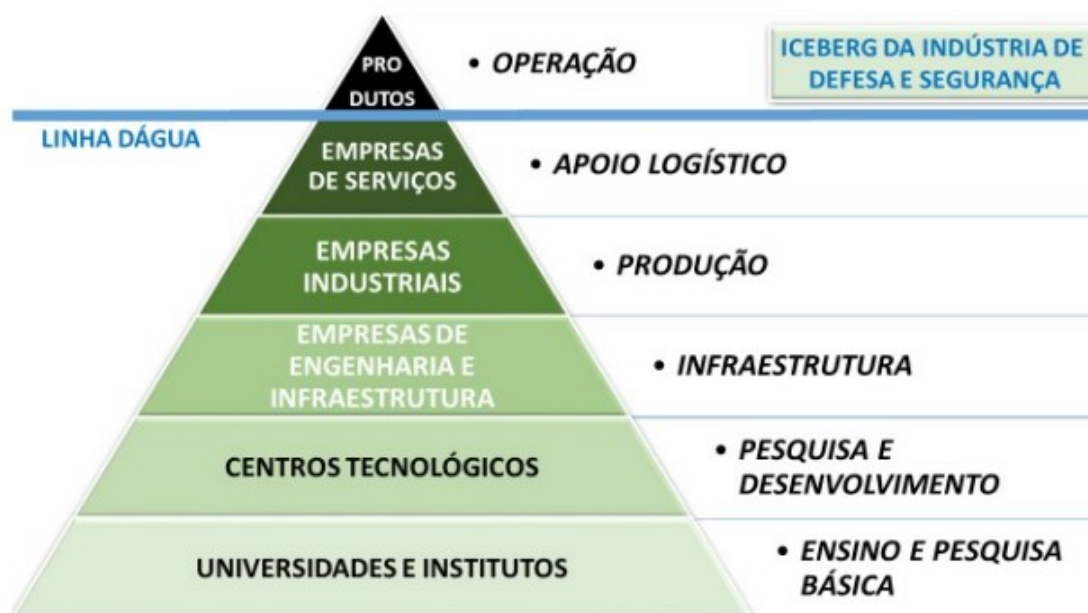 ICEBERG DA INDÚSTRIA DE
DEFESA E SEGURANÇA
PRO
DUTOS
• OPERAÇÃO
LINHA DÁGUA
EMPRESAS
DE SERVIÇOS
• APOIO LOGÍSTICO
EMPRESAS
INDUSTRIAIS
• PRODUÇÃO
EMPRESAS DE
ENGENHARIA E
INFRAESTRUTURA
• INFRAESTRUTURA
CENTROS TECNOLÓGICOS
• PESQUISA E
DESENVOLVIMENTO
UNIVERSIDADES E INSTITUTOS
• ENSINO E PESQUISA
BÁSICA